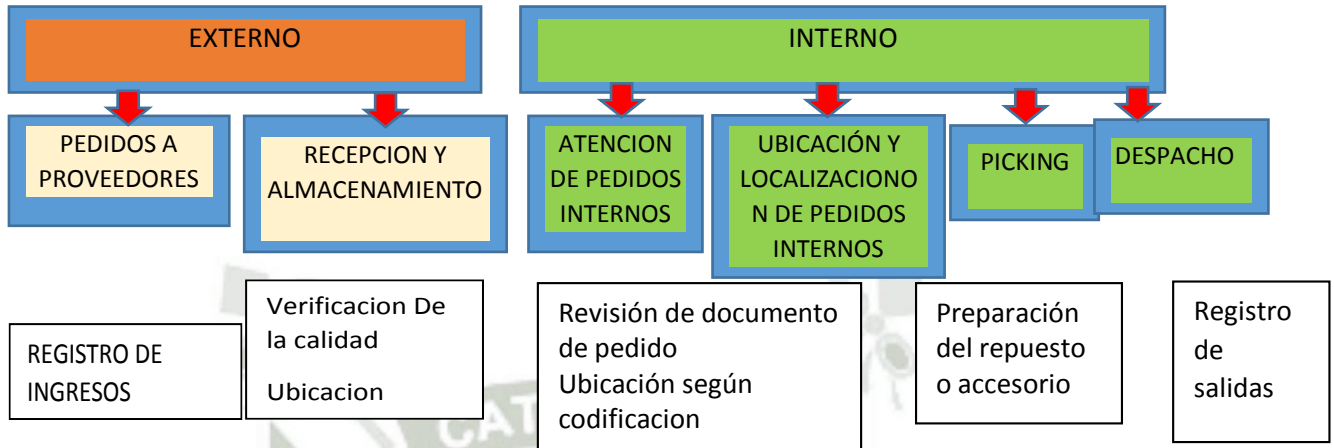 EXTERNO
INTERNO
PEDIDOS A
PROVEEDORES
RECEPCION Y
ALMACENAMIENTO
ATENCION
DE PEDIDOS
INTERNOS
UBICACIÓN Y
LOCALIZACIONO
N DE PEDIDOS
INTERNOS
PICKING
DESPACHO
REGISTRO DE
INGRESOS
Verificacion De
la calidad
Ubicacion
Revisión de documento
de pedido
Ubicación según
codificacion
Preparación
del repuesto
o accesorio
Registro
de
salidas
CAT